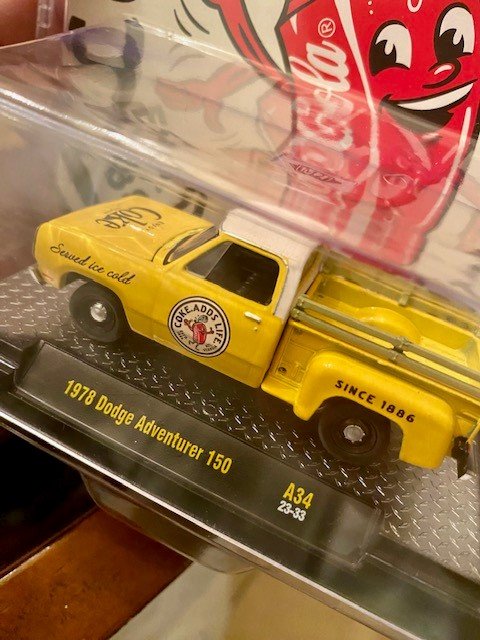 Coca-Cola
Coke
Served ice cold
COKE ADDS LIFE
SINCE 1886
1978 Dodge Adventurer 150
A34
23-33